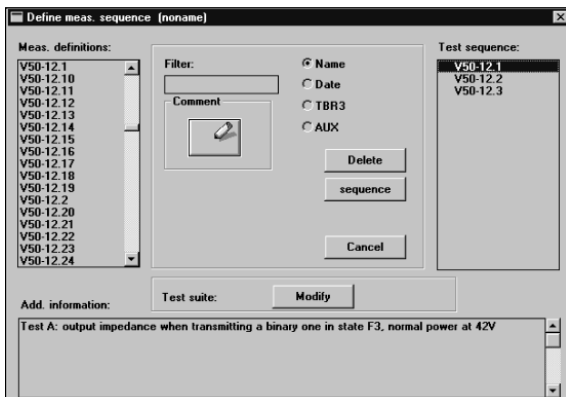 Define meas. sequence (noname)
Meas. definitions:
V50-12.1
V50-12.10
V50-12.11
V50-12.12
V50-12.13
V50-12.14
V50-12.15
V50-12.16
V50-12.17
V50-12.18
V50-12.19
V50-12.2
V50-12.20
V50-12.21
V50-12.22
V50-12.23
V50-12.24
Filter:
Comment
Name
Date
TBR3
AUX
Delete
sequence
Cancel
Test sequence:
V50-12.1
V50-12.2
V50-12.3
Test suite:
Modify
Add. information:
Test A: output impedance when transmitting a binary one in state F3, normal power at 42V